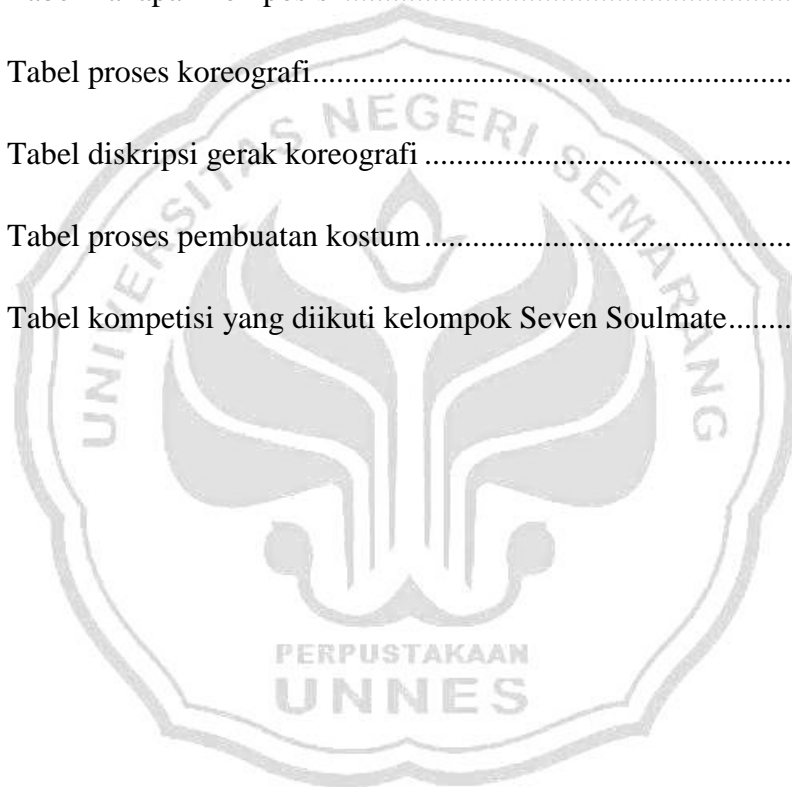 Tabel proses koreografi.............................................................
Tabel diskripsi gerak koreografi...............................................
Tabel proses pembuatan kostum...............................................
Tabel kompetisi yang diikuti kelompok Seven Soulmate........
UNIVERSITAS NEGERI SEMARANG
PERPUSTAKAAN
UNNES